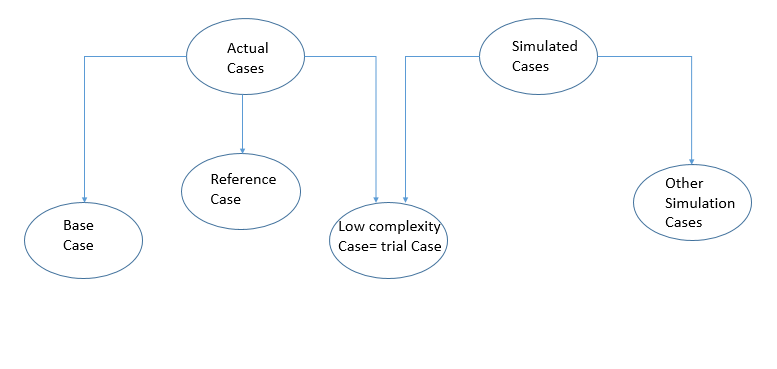 Actual
Cases
Simulated
Cases
Reference
Case
Other
Simulation
Cases
Base
Case
Low complexity
Case= trial Case